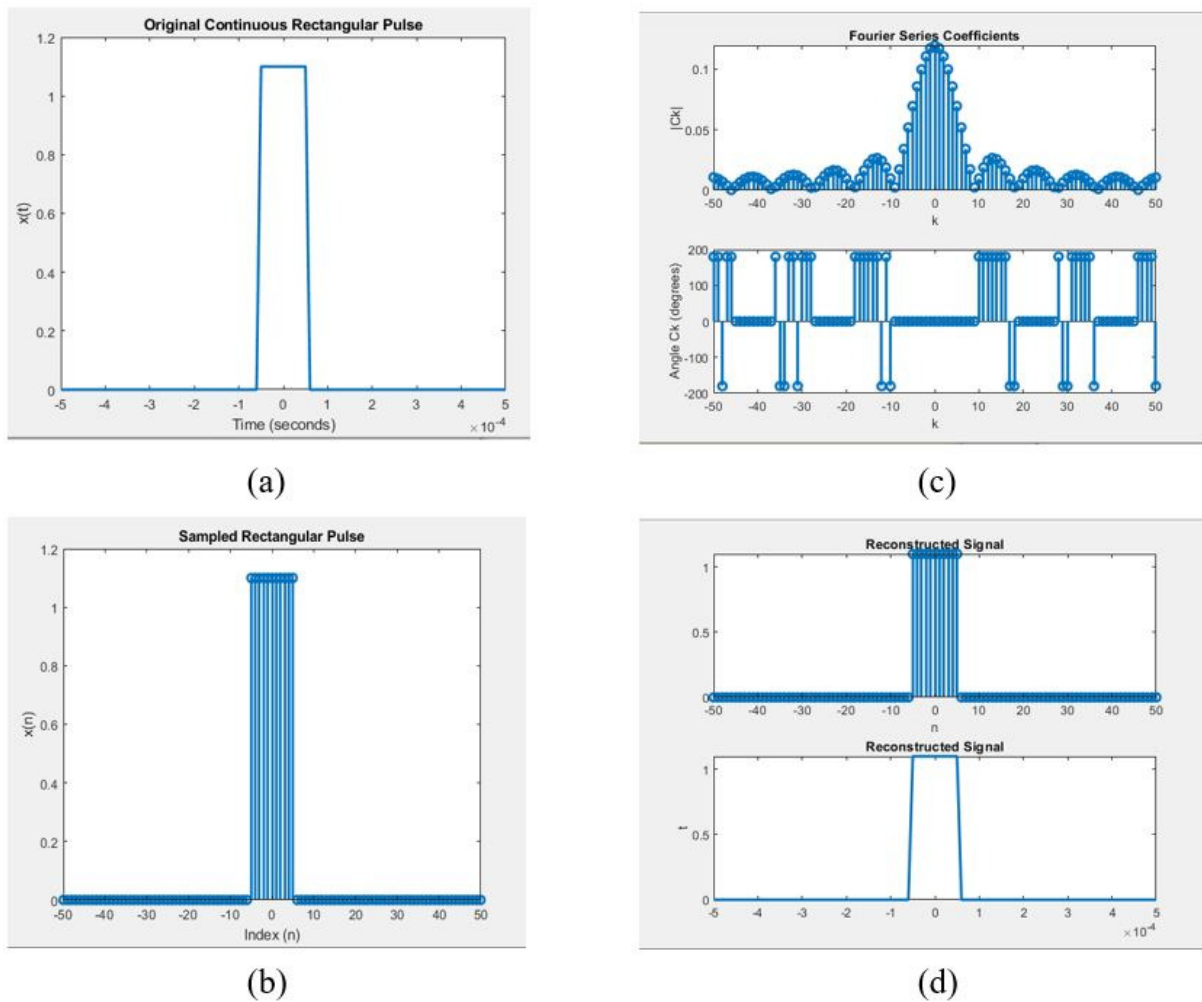 Original Continuous Rectangular Pulse
1.2
1
0.8
0.6
0.4
0.2
0
x(t)
-5 -4 -3 -2 -1 0 1 2 3 4 5
Time (seconds)
× 10-4
(a)
Fourier Series Coefficients
0.1
0.05
0
|Ck|
-50 -40 -30 -20 -10 0 10 20 30 40 50
k
200
100
0
-100
-200
Angle Ck (degrees)
-50 -40 -30 -20 -10 0 10 20 30 40 50
k
(c)
Sampled Rectangular Pulse
1.2
1
0.8
0.6
0.4
0.2
0
x(n)
-50 -40 -30 -20 -10 0 10 20 30 40 50
Index (n)
(b)
Reconstructed Signal
1
0.5
0
-50 -40 -30 -20 -10 0 10 20 30 40 50
n
Reconstructed Signal
1
0.5
0
t
-5 -4 -3 -2 -1 0 1 2 3 4 5
× 10-4
(d)